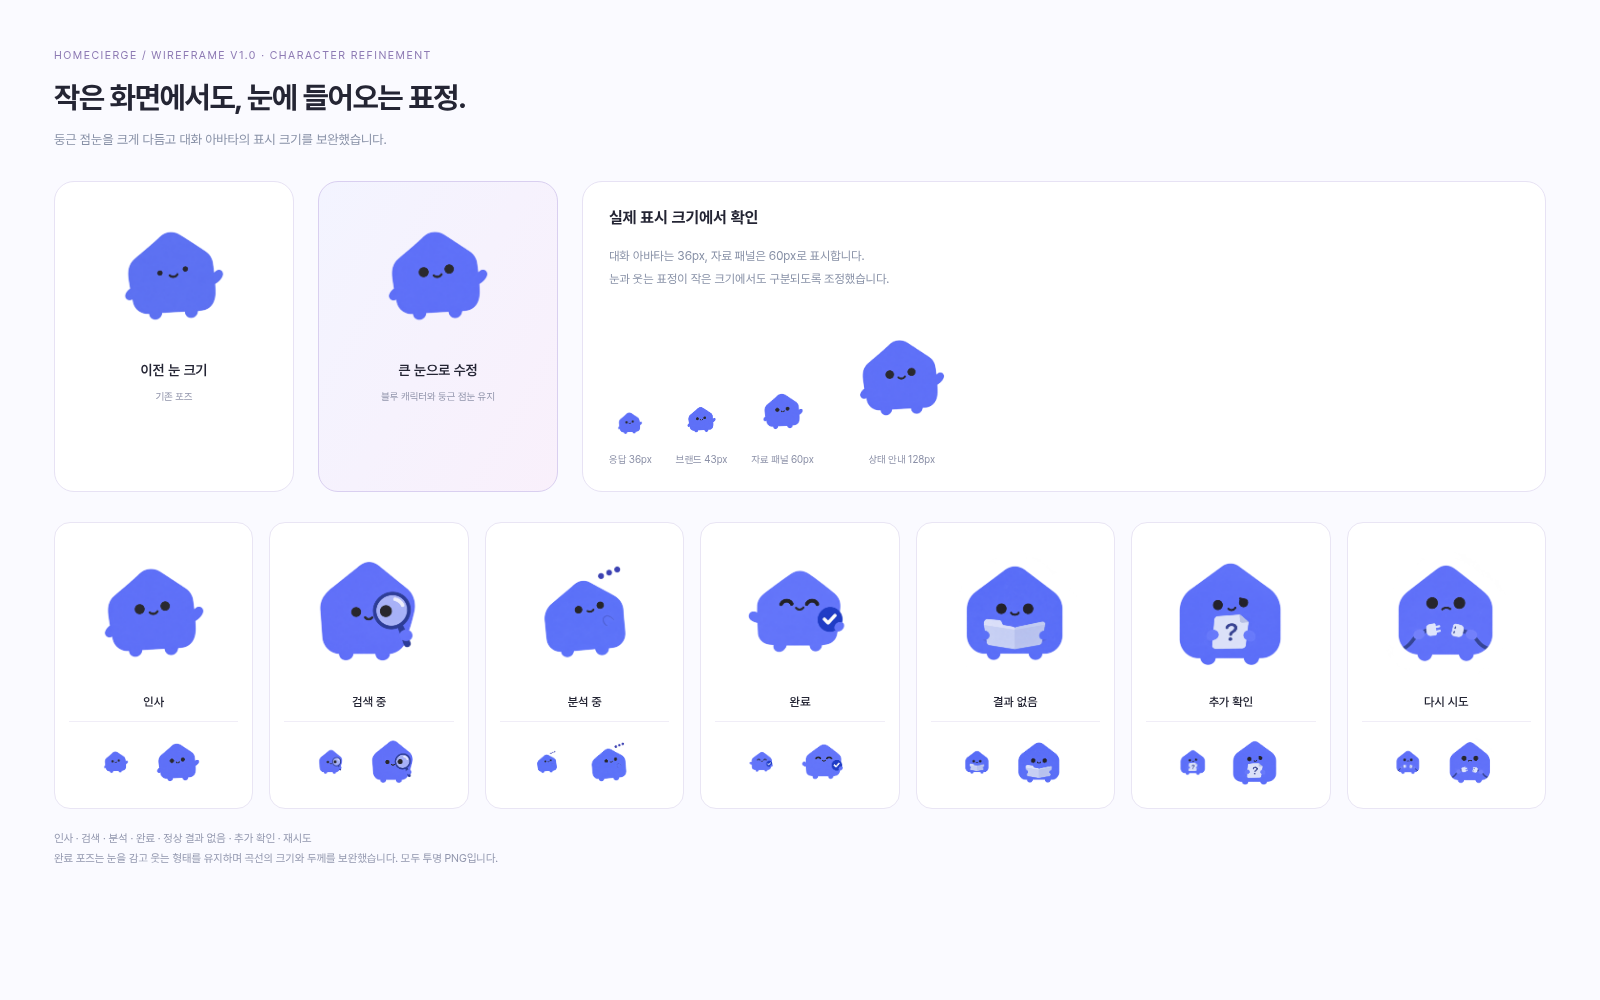 HOMECIERGE / WIREFRAME V1.0 · CHARACTER REFINEMENT
작은 화면에서도, 눈에 들어오는 표정.
둥근 점눈을 크게 다듬고 대화 아바타의 표시 크기를 보완했습니다.
이전 눈 크기
기존 포즈
큰 눈으로 수정
블루 캐릭터와 둥근 점눈 유지
실제 표시 크기에서 확인
대화 아바타는 36px, 자료 패널은 60px로 표시합니다.
눈과 웃는 표정이 작은 크기에서도 구분되도록 조정했습니다.
응답 36px
브랜드 43px
자료 패널 60px
상태 안내 128px
인사
검색 중
분석 중
완료
결과 없음
?
추가 확인
?
다시 시도
인사 · 검색 · 분석 · 완료 · 정상 결과 없음 · 추가 확인 · 재시도
완료 포즈는 눈을 감고 웃는 형태를 유지하며 곡선의 크기와 두께를 보완했습니다. 모두 투명 PNG입니다.